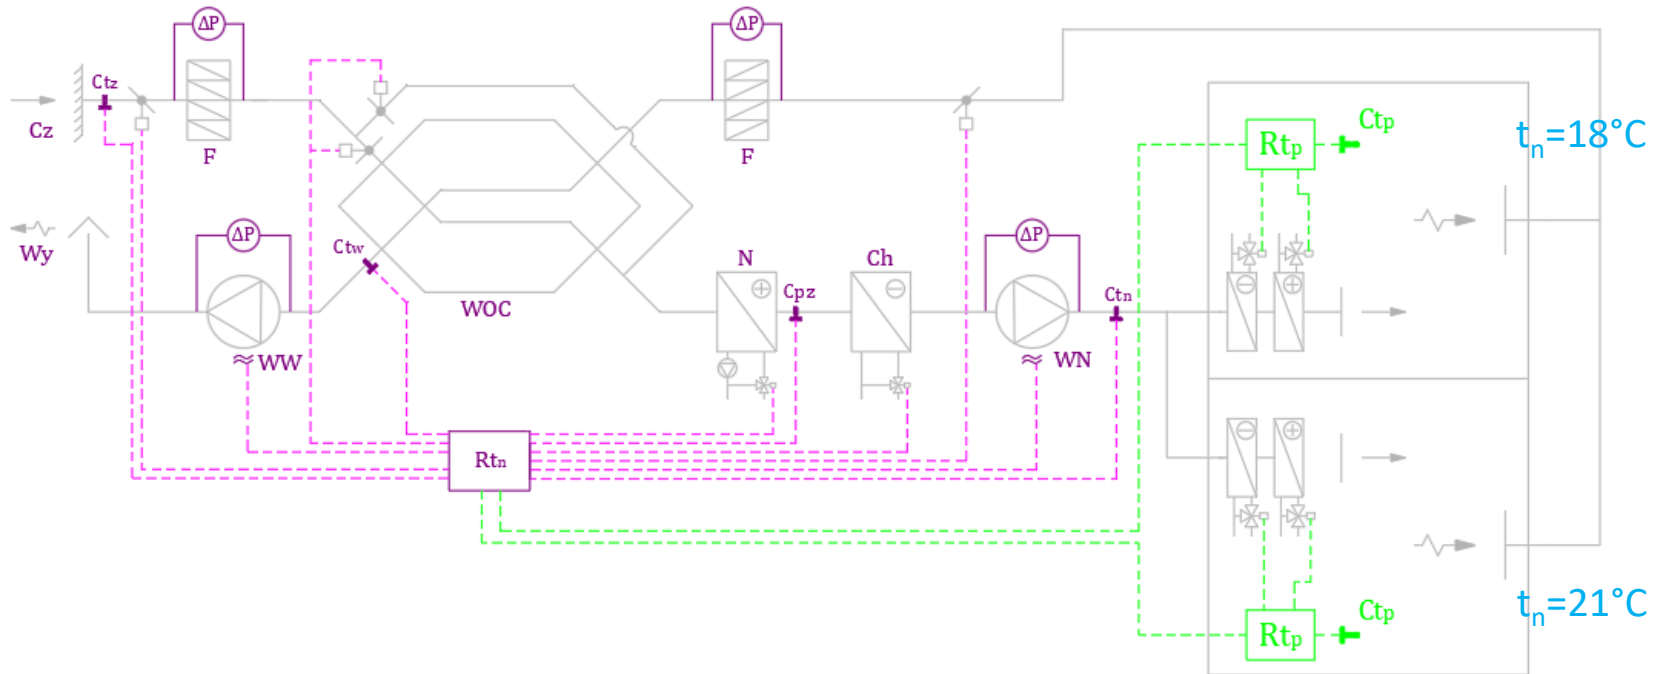 ΔP
ΔP
Ctz
Cz
F
F
Ctp
Rtp
tn=18°C
Wy
ΔP
Ctw
WOC
N
Cpz
Ch
ΔP
Ctn
≈ WW
≈ WN
Rtn
tn=21°C
Rtp
Ctp